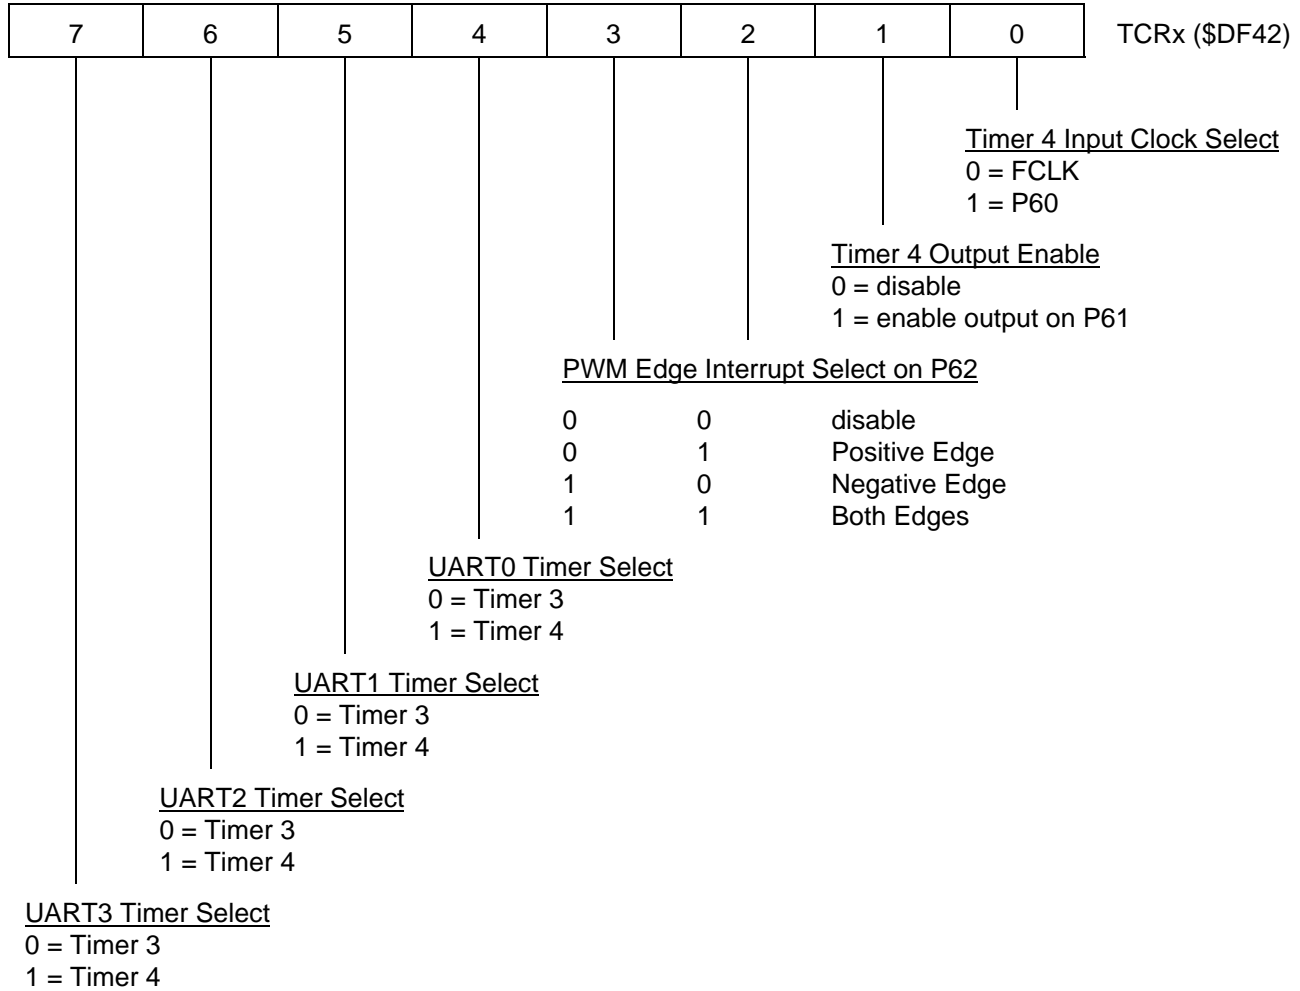 7 6 5 4 3 2 1 0 TCRx ($DF42)
Timer 4 Input Clock Select
0 = FCLK
1 = P60
Timer 4 Output Enable
0 = disable
1 = enable output on P61
PWM Edge Interrupt Select on P62
0 0 disable
0 1 Positive Edge
1 0 Negative Edge
1 1 Both Edges
UART0 Timer Select
0 = Timer 3
1 = Timer 4
UART1 Timer Select
0 = Timer 3
1 = Timer 4
UART2 Timer Select
0 = Timer 3
1 = Timer 4
UART3 Timer Select
0 = Timer 3
1 = Timer 4